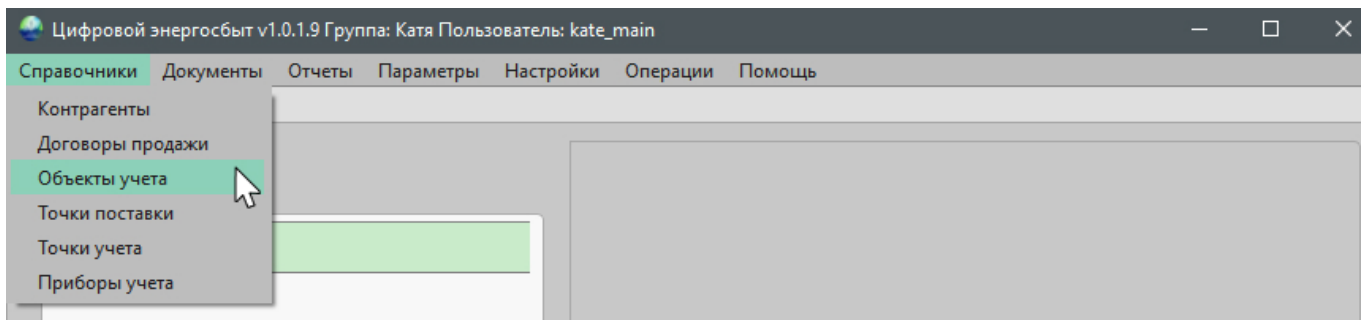 Цифровой энергосбыт v1.0.1.9 Группа: Катя Пользователь: kate_main
Справочники Документы Отчеты Параметры Настройки Операции Помощь
Контрагенты
Договоры продажи
Объекты учета
Точки поставки
Точки учета
Приборы учета